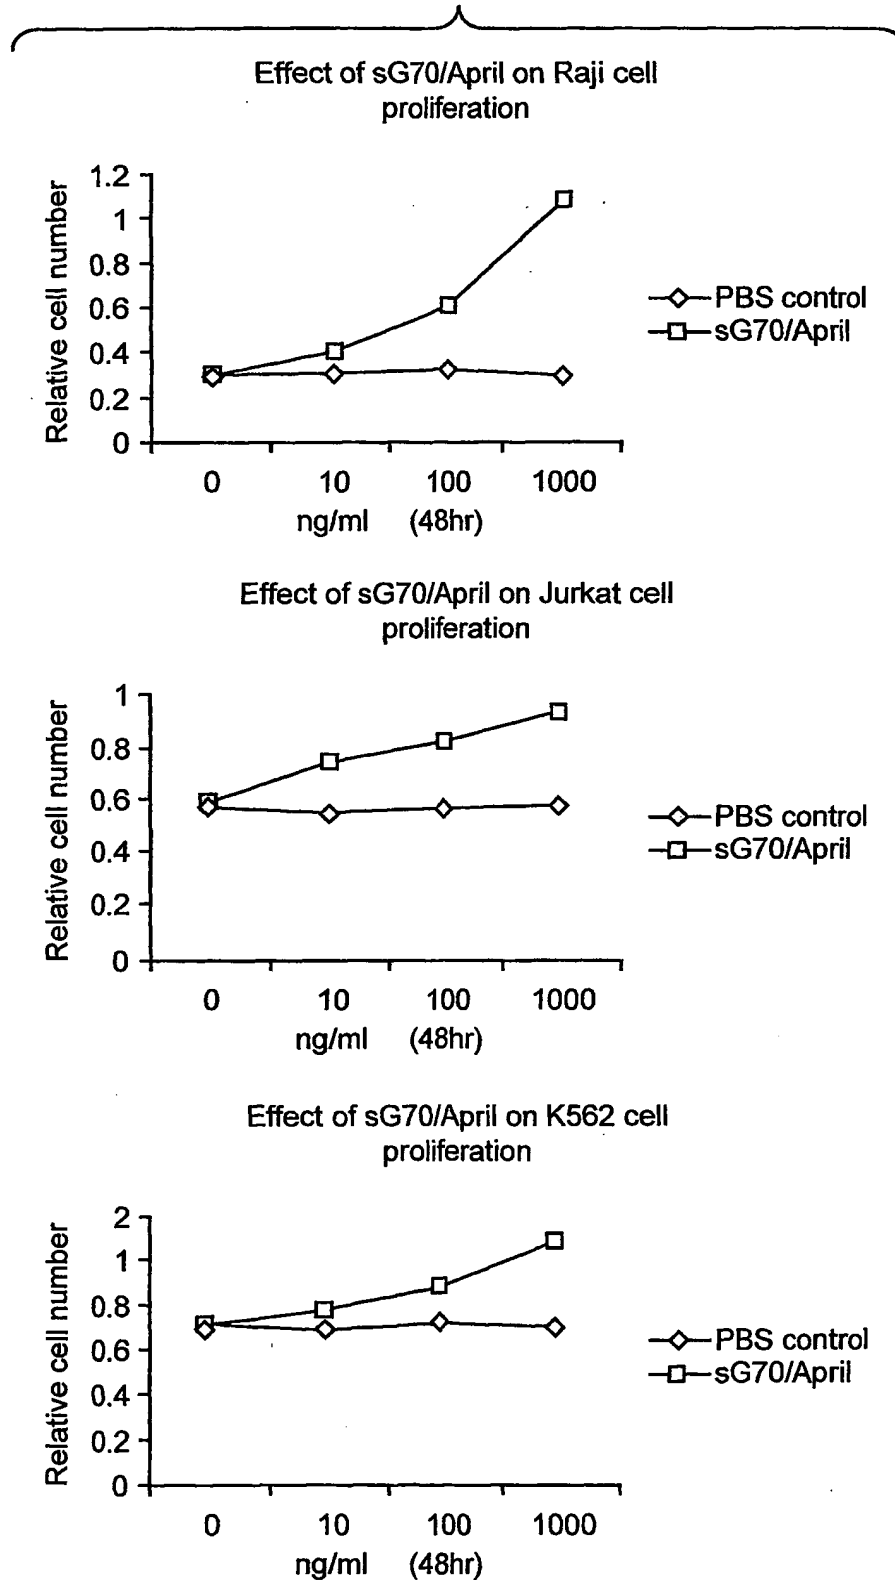 Effect of sG70/April on Raji cell
proliferation
Relative cell number
1.2
1
0.8
0.6
0.4
0.2
0
0 10 100 1000
ng/ml (48hr)
PBS control
sG70/April
Effect of sG70/April on Jurkat cell
proliferation
Relative cell number
1
0.8
0.6
0.4
0.2
0
0 10 100 1000
ng/ml (48hr)
PBS control
sG70/April
Effect of sG70/April on K562 cell
proliferation
Relative cell number
2
1
0.8
0.6
0.4
0.2
0
0 10 100 1000
ng/ml (48hr)
PBS control
sG70/April